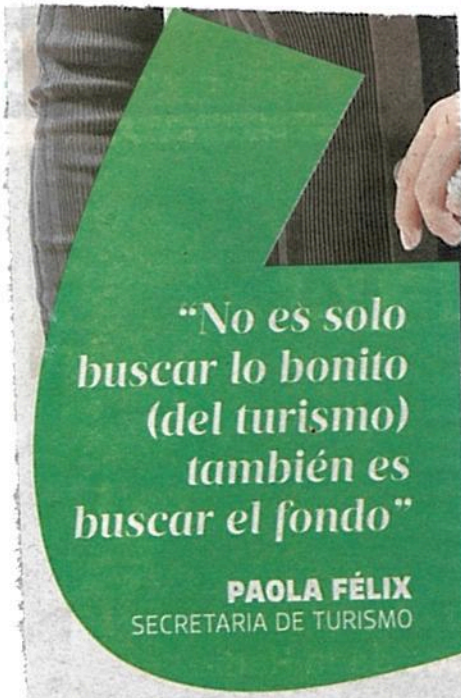 “No es solo
buscar lo bonito
(del turismo)
también es
buscar el fondo”
PAOLA FÉLIX
SECRETARIA DE TURISMO